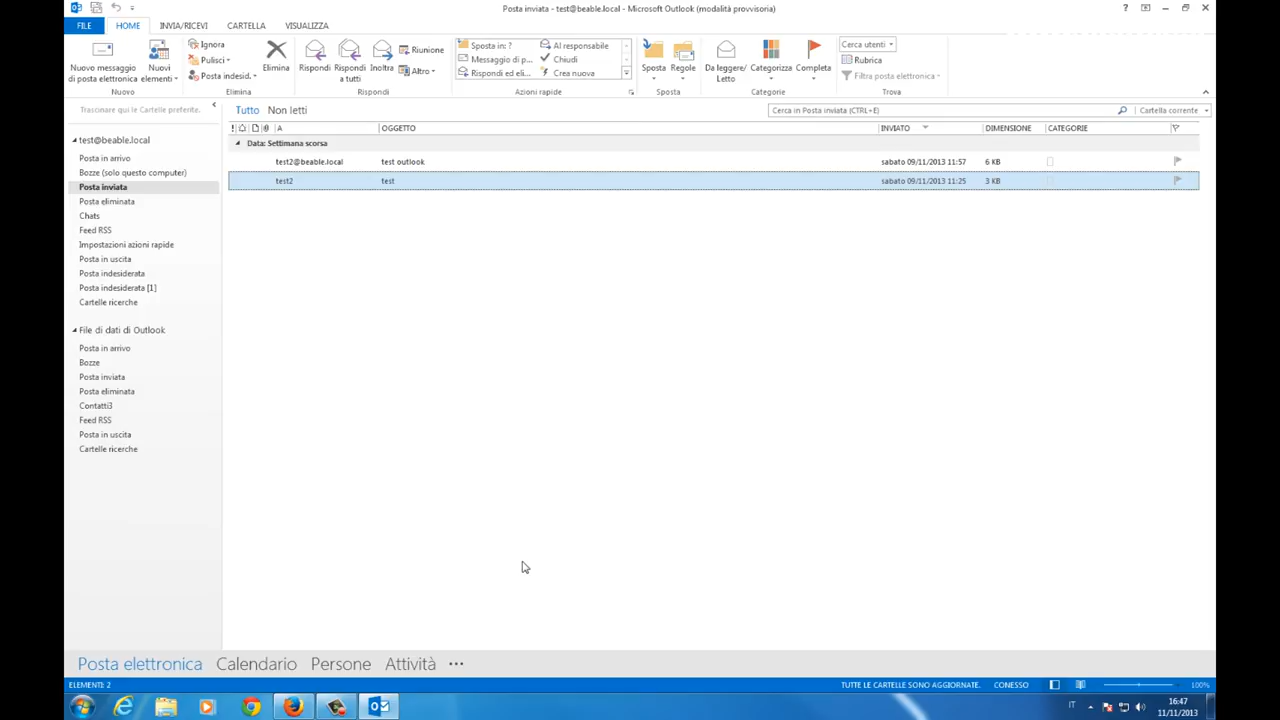 Posta inviata - test@beable.local - Microsoft Outlook (modalità provvisoria)
FILE HOME INVIA/RICEVI CARTELLA VISUALIZZA
Nuovo messaggio di posta elettronica
Nuovi elementi
Nuovo
Ignora
Pulisci
Posta indesid.
Elimina
Elimina
Rispondi
Rispondi a tutti
Inoltra
Riunione
Altro
Rispondi
Sposta in: ?
Messaggio di p...
Rispondi ed eli...
Al responsabile
Chiudi
Crea nuova
Azioni rapide
Sposta
Regole
Sposta
Da leggere/ Letto
Categorizza
Completa
Categorie
Cerca utenti
Rubrica
Filtra posta elettronica
Trova
Trascinare qui le Cartelle preferite.
test@beable.local
Posta in arrivo
Bozze (solo questo computer)
Posta inviata
Posta eliminata
Chats
Feed RSS
Impostazioni azioni rapide
Posta in uscita
Posta indesiderata
Posta indesiderata [1]
Cartelle ricerche
File di dati di Outlook
Posta in arrivo
Bozze
Posta inviata
Posta eliminata
Contatti3
Feed RSS
Posta in uscita
Cartelle ricerche
Tutto Non letti
Cerca in Posta inviata (CTRL+E) Cartella corrente
A OGGETTO INVIATO DIMENSIONE CATEGORIE
Data: Settimana scorsa
test2@beable.local test outlook sabato 09/11/2013 11:57 6 KB
test2 test sabato 09/11/2013 11:25 3 KB
Posta elettronica Calendario Persone Attività ...
ELEMENTI: 2 TUTTE LE CARTELLE SONO AGGIORNATE. CONNESSO 100%
IT 16:47
11/11/2013